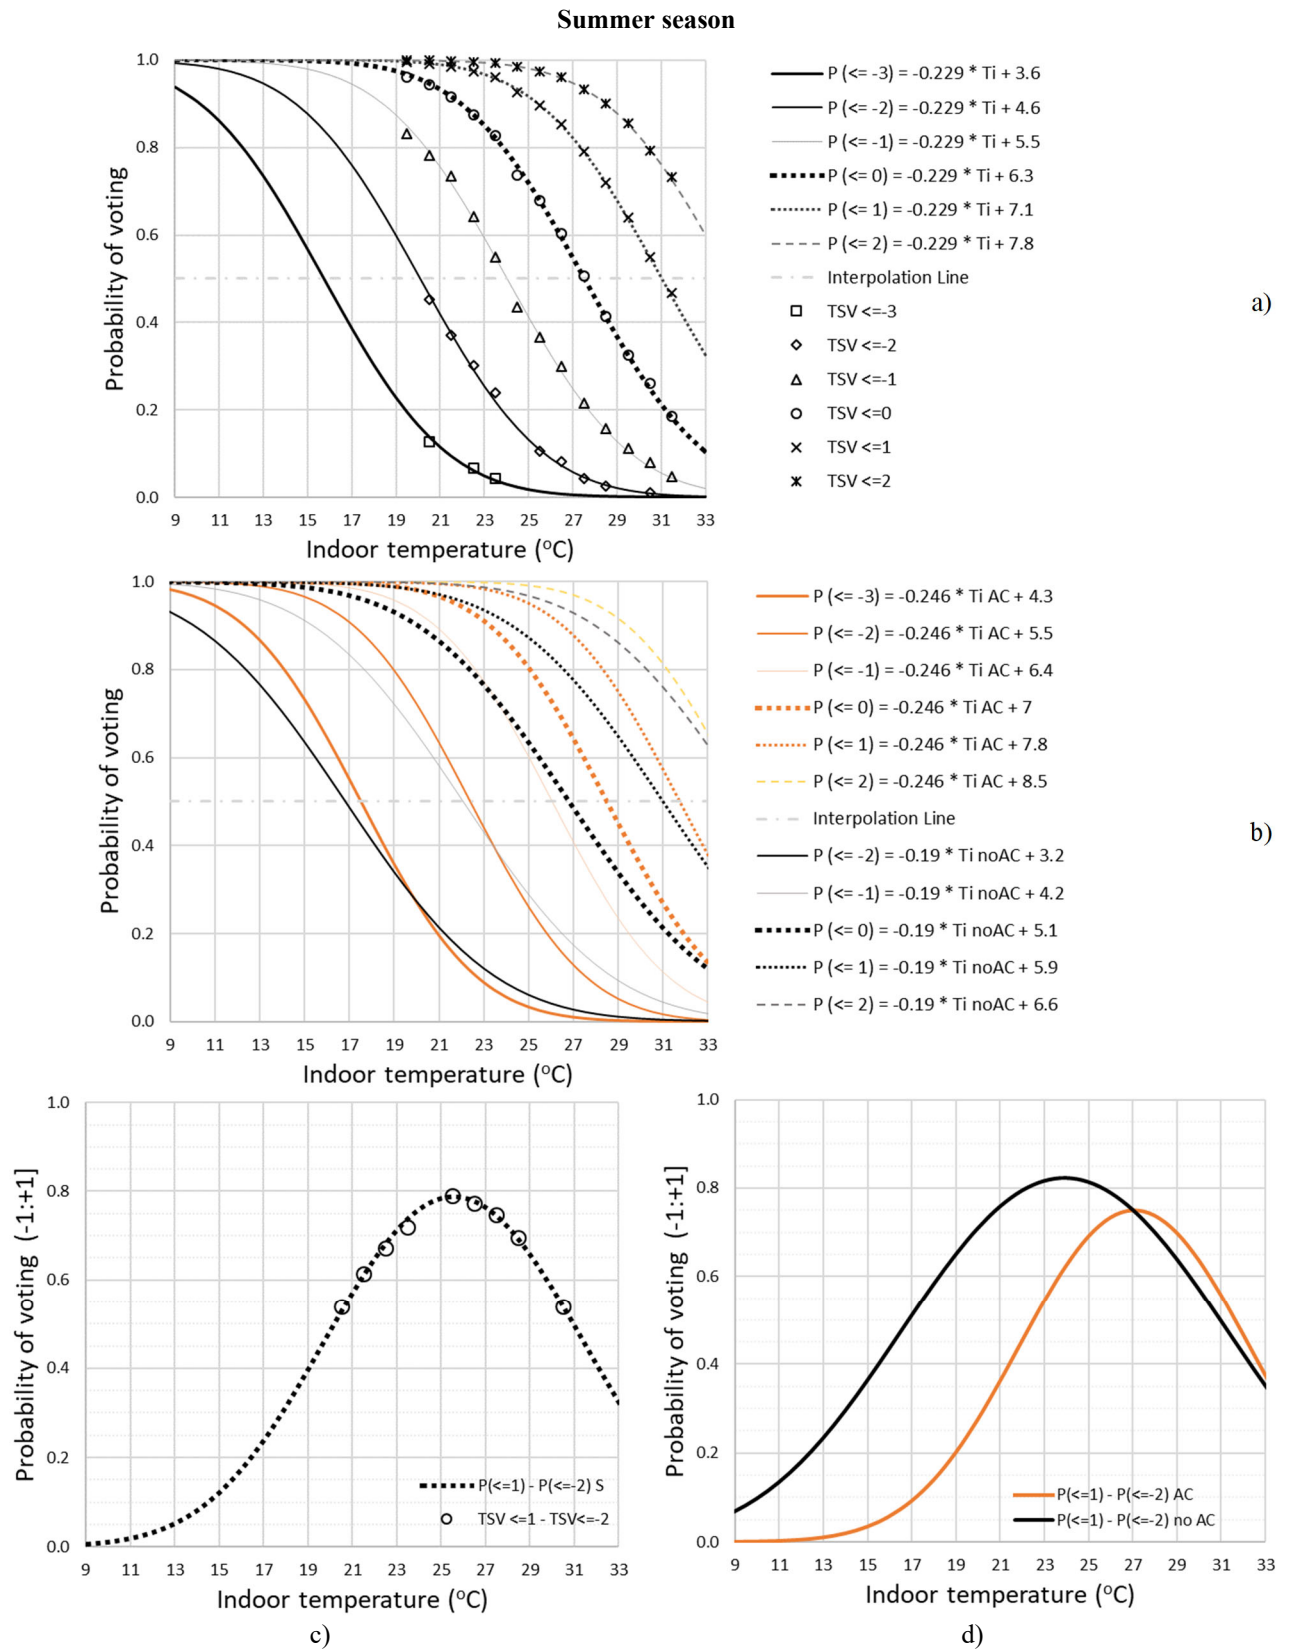 Summer season
Probability of voting
1.0
0.8
0.6
0.4
0.2
0.0
9 11 13 15 17 19 21 23 25 27 29 31 33
Indoor temperature (°C)
P (<= -3) = -0.229 * Ti + 3.6
P (<= -2) = -0.229 * Ti + 4.6
P (<= -1) = -0.229 * Ti + 5.5
P (<= 0) = -0.229 * Ti + 6.3
P (<= 1) = -0.229 * Ti + 7.1
P (<= 2) = -0.229 * Ti + 7.8
Interpolation Line
TSV <=-3
TSV <=-2
TSV <=-1
TSV <=0
TSV <=1
TSV <=2
a)
Probability of voting
1.0
0.8
0.6
0.4
0.2
0.0
9 11 13 15 17 19 21 23 25 27 29 31 33
Indoor temperature (°C)
P (<= -3) = -0.246 * Ti AC + 4.3
P (<= -2) = -0.246 * Ti AC + 5.5
P (<= -1) = -0.246 * Ti AC + 6.4
P (<= 0) = -0.246 * Ti AC + 7
P (<= 1) = -0.246 * Ti AC + 7.8
P (<= 2) = -0.246 * Ti AC + 8.5
Interpolation Line
P (<= -2) = -0.19 * Ti noAC + 3.2
P (<= -1) = -0.19 * Ti noAC + 4.2
P (<= 0) = -0.19 * Ti noAC + 5.1
P (<= 1) = -0.19 * Ti noAC + 5.9
P (<= 2) = -0.19 * Ti noAC + 6.6
b)
Probability of voting (-1:+1]
1.0
0.8
0.6
0.4
0.2
0.0
9 11 13 15 17 19 21 23 25 27 29 31 33
Indoor temperature (°C)
P(<=1) - P(<=-2) S
TSV <=1 - TSV<=-2
c)
Probability of voting (-1:+1]
1.0
0.8
0.6
0.4
0.2
0.0
9 11 13 15 17 19 21 23 25 27 29 31 33
Indoor temperature (°C)
P(<=1) - P(<=-2) AC
P(<=1) - P(<=-2) no AC
d)